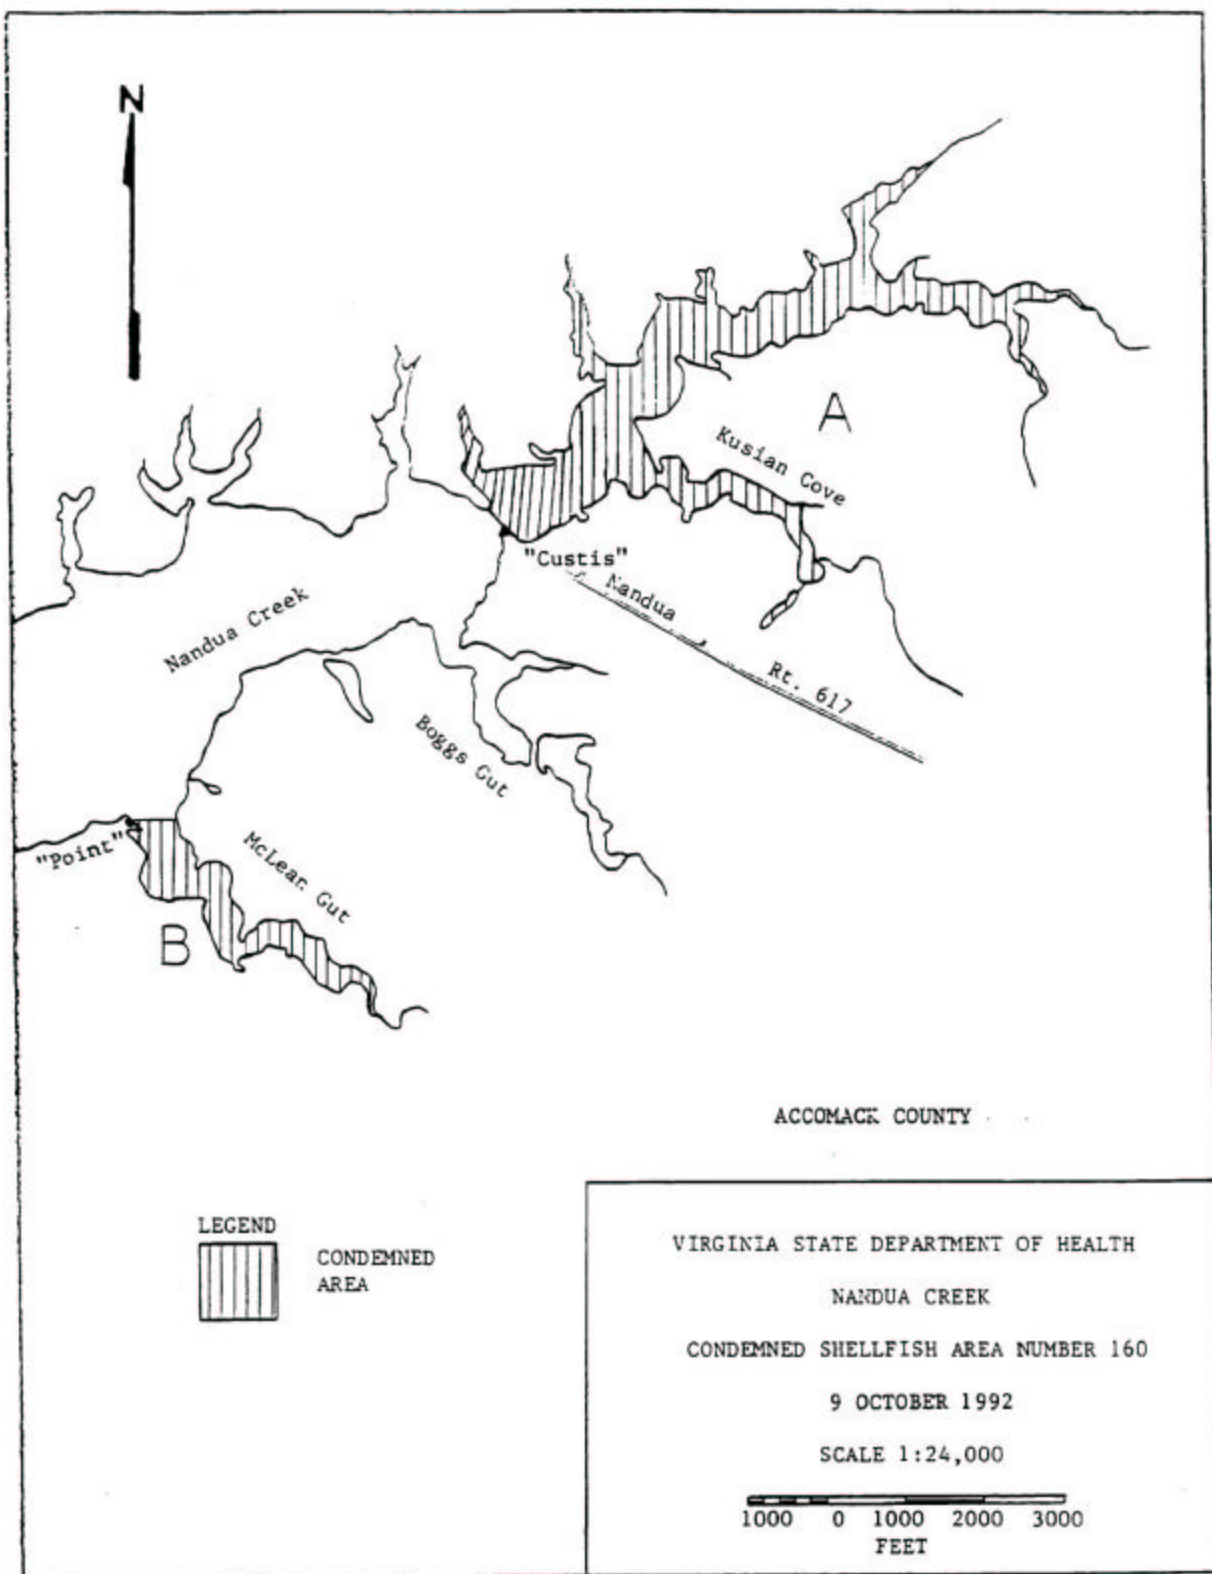 N
A
Kusian Cove
"Custis"
Nandua
Rt. 617
Nandua Creek
Boggs Gut
"Point"
McLean Gut
B
ACCOMACK COUNTY
LEGEND
CONDEMNED
AREA
VIRGINIA STATE DEPARTMENT OF HEALTH
NANDUA CREEK
CONDEMNED SHELLFISH AREA NUMBER 160
9 OCTOBER 1992
SCALE 1:24,000
1000 0 1000 2000 3000
FEET